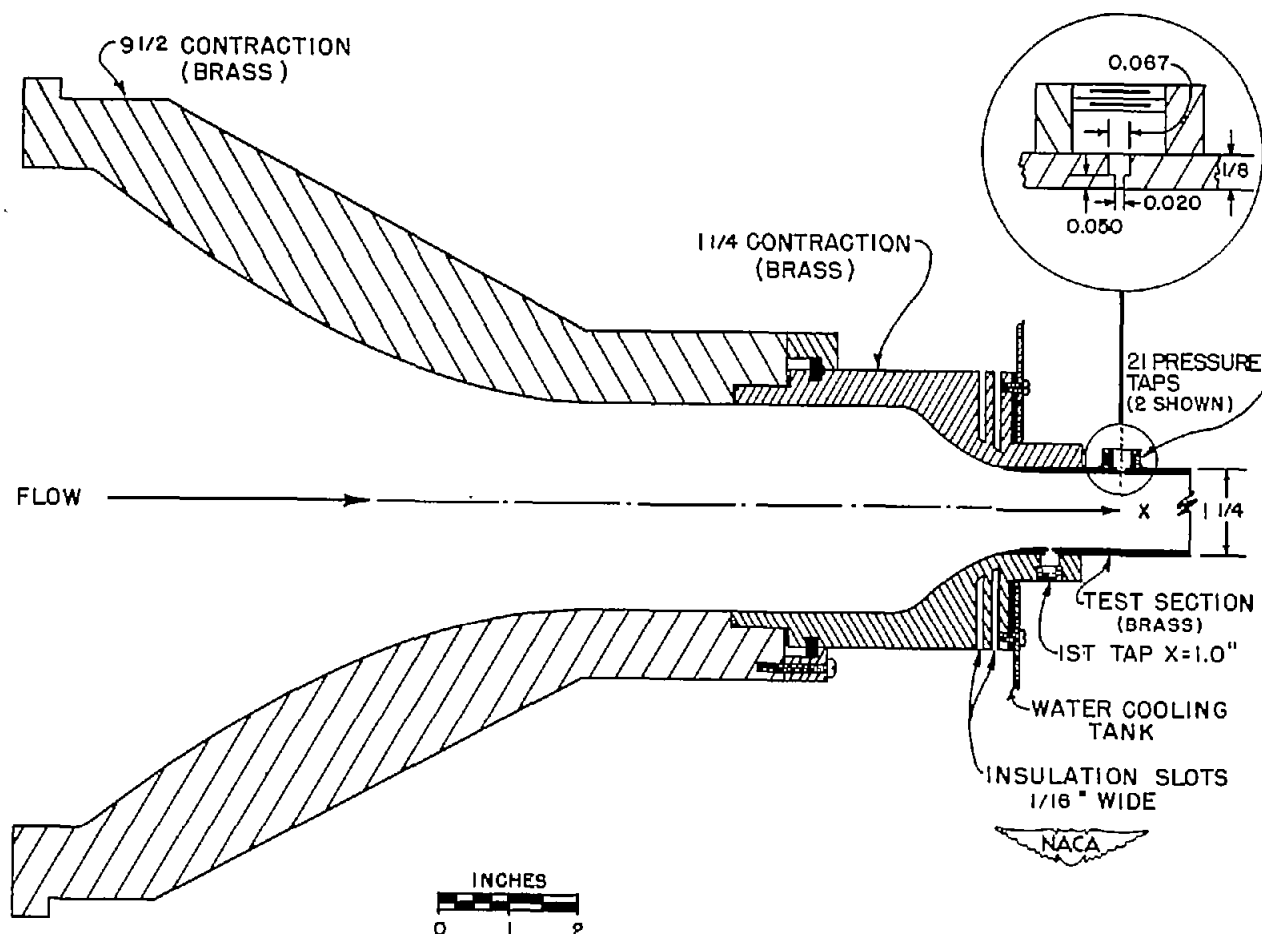 9 1/2 CONTRACTION
(BRASS)
0.067
1/8
0.020
0.050
1 1/4 CONTRACTION
(BRASS)
21 PRESSURE
TAPS
(2 SHOWN)
FLOW
X
1 1/4
TEST SECTION
(BRASS)
1ST TAP X=1.0"
WATER COOLING
TANK
INSULATION SLOTS
1/16" WIDE
NACA
INCHES
0 1 2